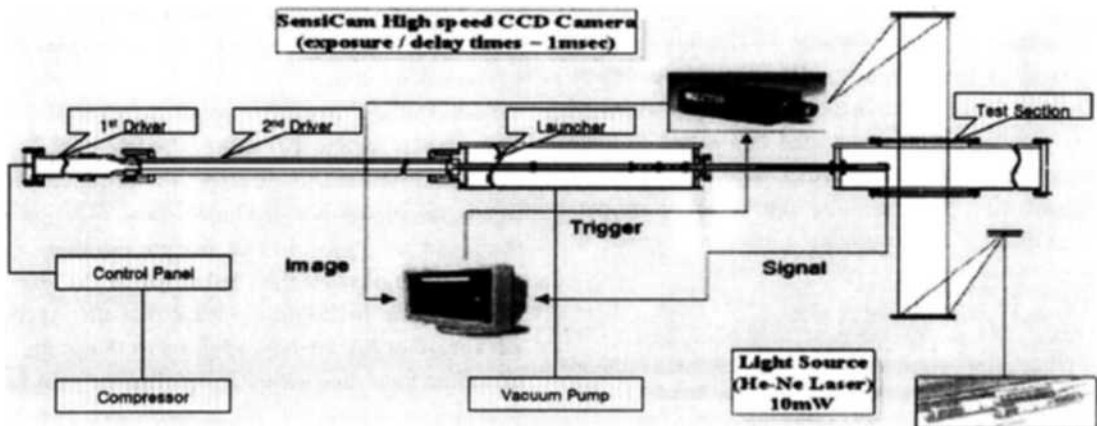 SensiCam High speed CCD Camera
(exposure / delay times ~ 1msec)
1st Driver
2nd Driver
Launcher
Test Section
Trigger
Image
Signal
Control Panel
Compressor
Vacuum Pump
Light Source
(He-Ne Laser)
10mW